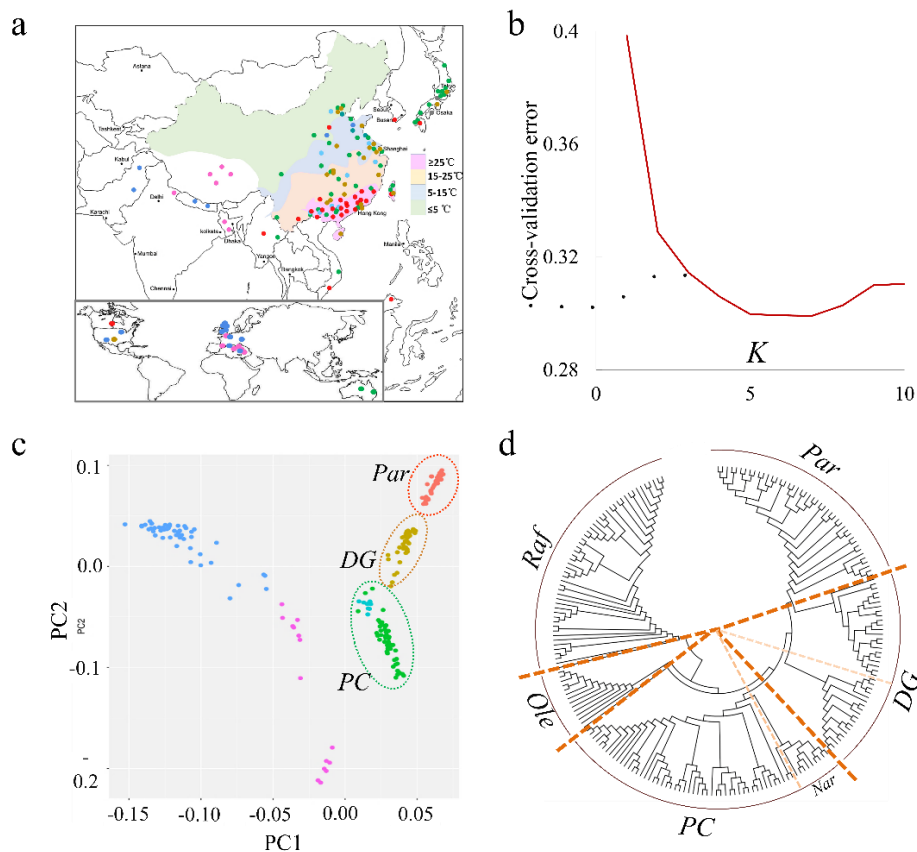 a
Astana
Tashkent
Kabul
Delhi
Karachi
Mumbai
Chennai
kolkata
Dhaka
Yangon
Bangkok
Manila
Hong Kong
Shanghai
Osaka
≥25℃
15-25℃
5-15℃
≤5 ℃
b
Cross-validation error
0.4
0.36
0.32
0.28
0
5
10
K
c
PC2
PC2
0.1
0.0
-0.1
-
0.2
-0.15
-0.10
-0.05
0.00
0.05
PC1
Par
DG
PC
d
Par
Raf
DG
Ole
Nar
PC